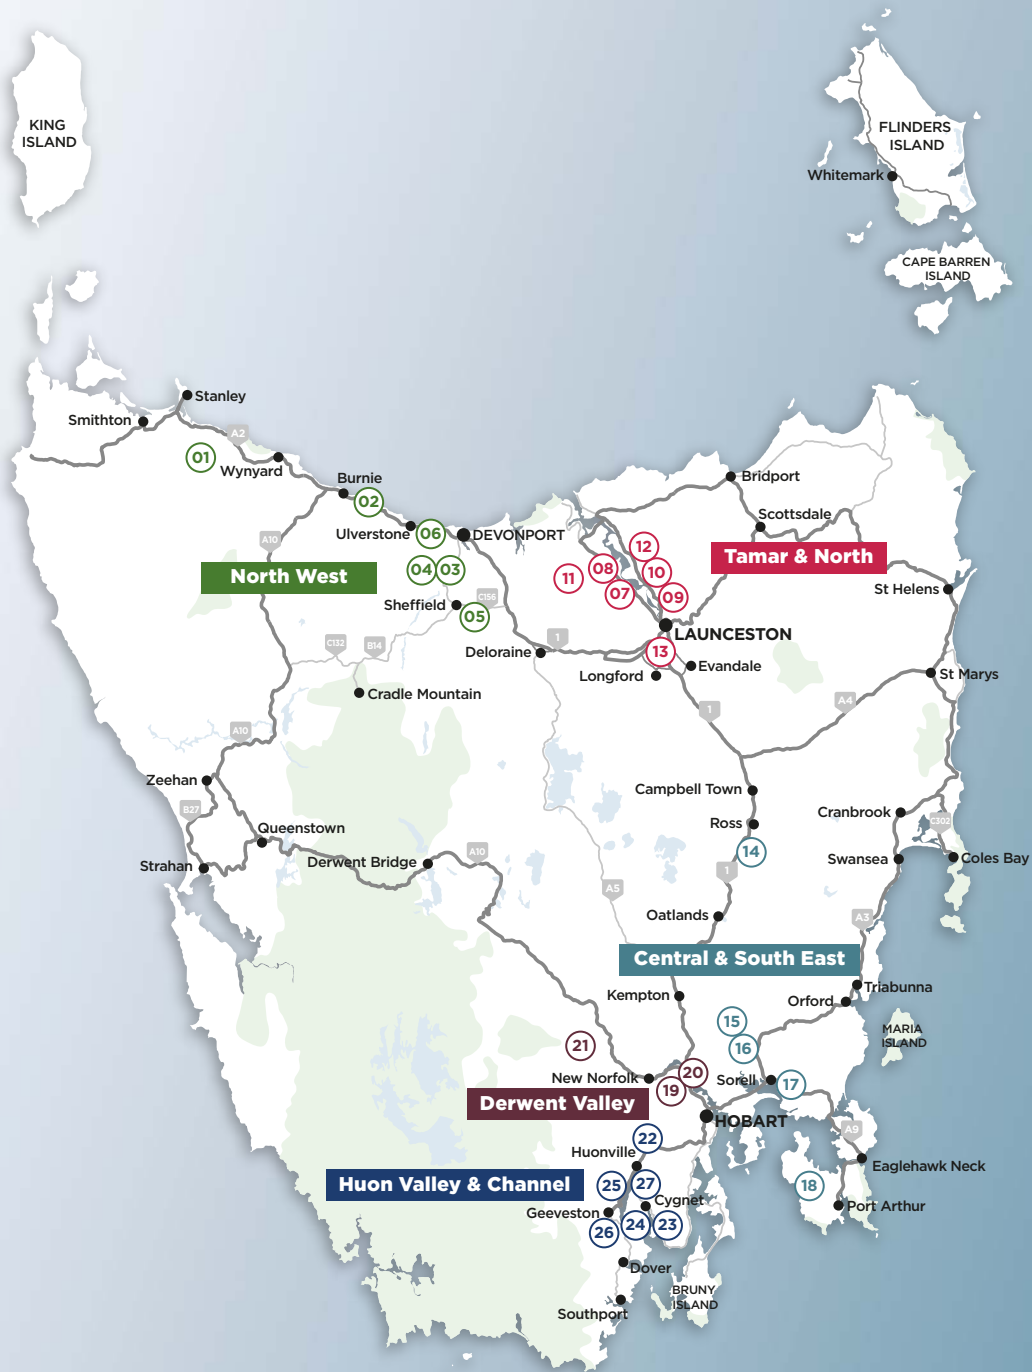 KING
ISLAND
FLINDERS
ISLAND
Whitemark
CAPE BARREN
ISLAND
Stanley
Smithton
A2
01
Wynyard
Burnie
02
Bridport
Ulverstone
06
DEVONPORT
Scottsdale
A10
12
Tamar & North
04
03
08
10
North West
11
07
09
St Helens
C156
Sheffield
05
LAUNCESTON
C132
B14
1
Deloraine
13
Evandale
Longford
St Marys
Cradle Mountain
A4
1
A10
Zeehan
Campbell Town
B27
Cranbrook
C302
Queenstown
Ross
14
Strahan
Derwent Bridge
A10
Swansea
Coles Bay
1
A5
Oatlands
A3
Central & South East
Triabunna
Kempton
Orford
15
MARIA
ISLAND
21
16
20
New Norfolk
19
Sorell
17
Derwent Valley
HOBART
22
A9
Huonville
Eaglehawk Neck
Huon Valley & Channel
25
27
18
Cygnet
Port Arthur
Geeveston
26
24
23
Dover
BRUNY
ISLAND
Southport